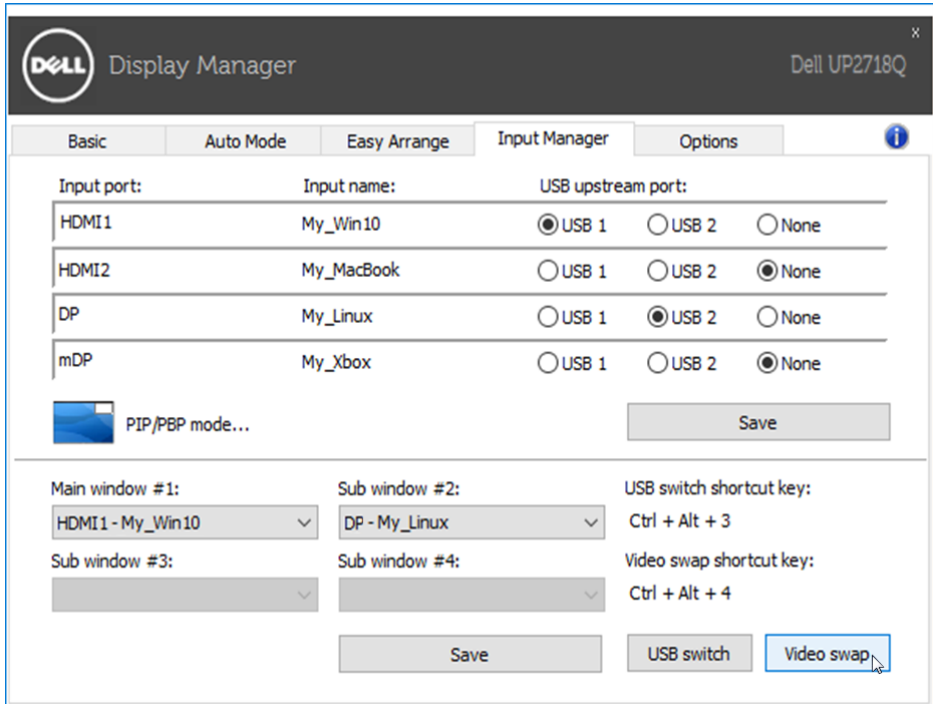 x
DELL Display Manager Dell UP2718Q
Basic Auto Mode Easy Arrange Input Manager Options i
Input port: Input name: USB upstream port:
HDMI1 My_Win10 USB 1 USB 2 None
HDMI2 My_MacBook USB 1 USB 2 None
DP My_Linux USB 1 USB 2 None
mDP My_Xbox USB 1 USB 2 None
PIP/PBP mode... Save
Main window #1: Sub window #2: USB switch shortcut key:
HDMI1 - My_Win10 DP - My_Linux Ctrl + Alt + 3
Sub window #3: Sub window #4: Video swap shortcut key:
Ctrl + Alt + 4
Save USB switch Video swap